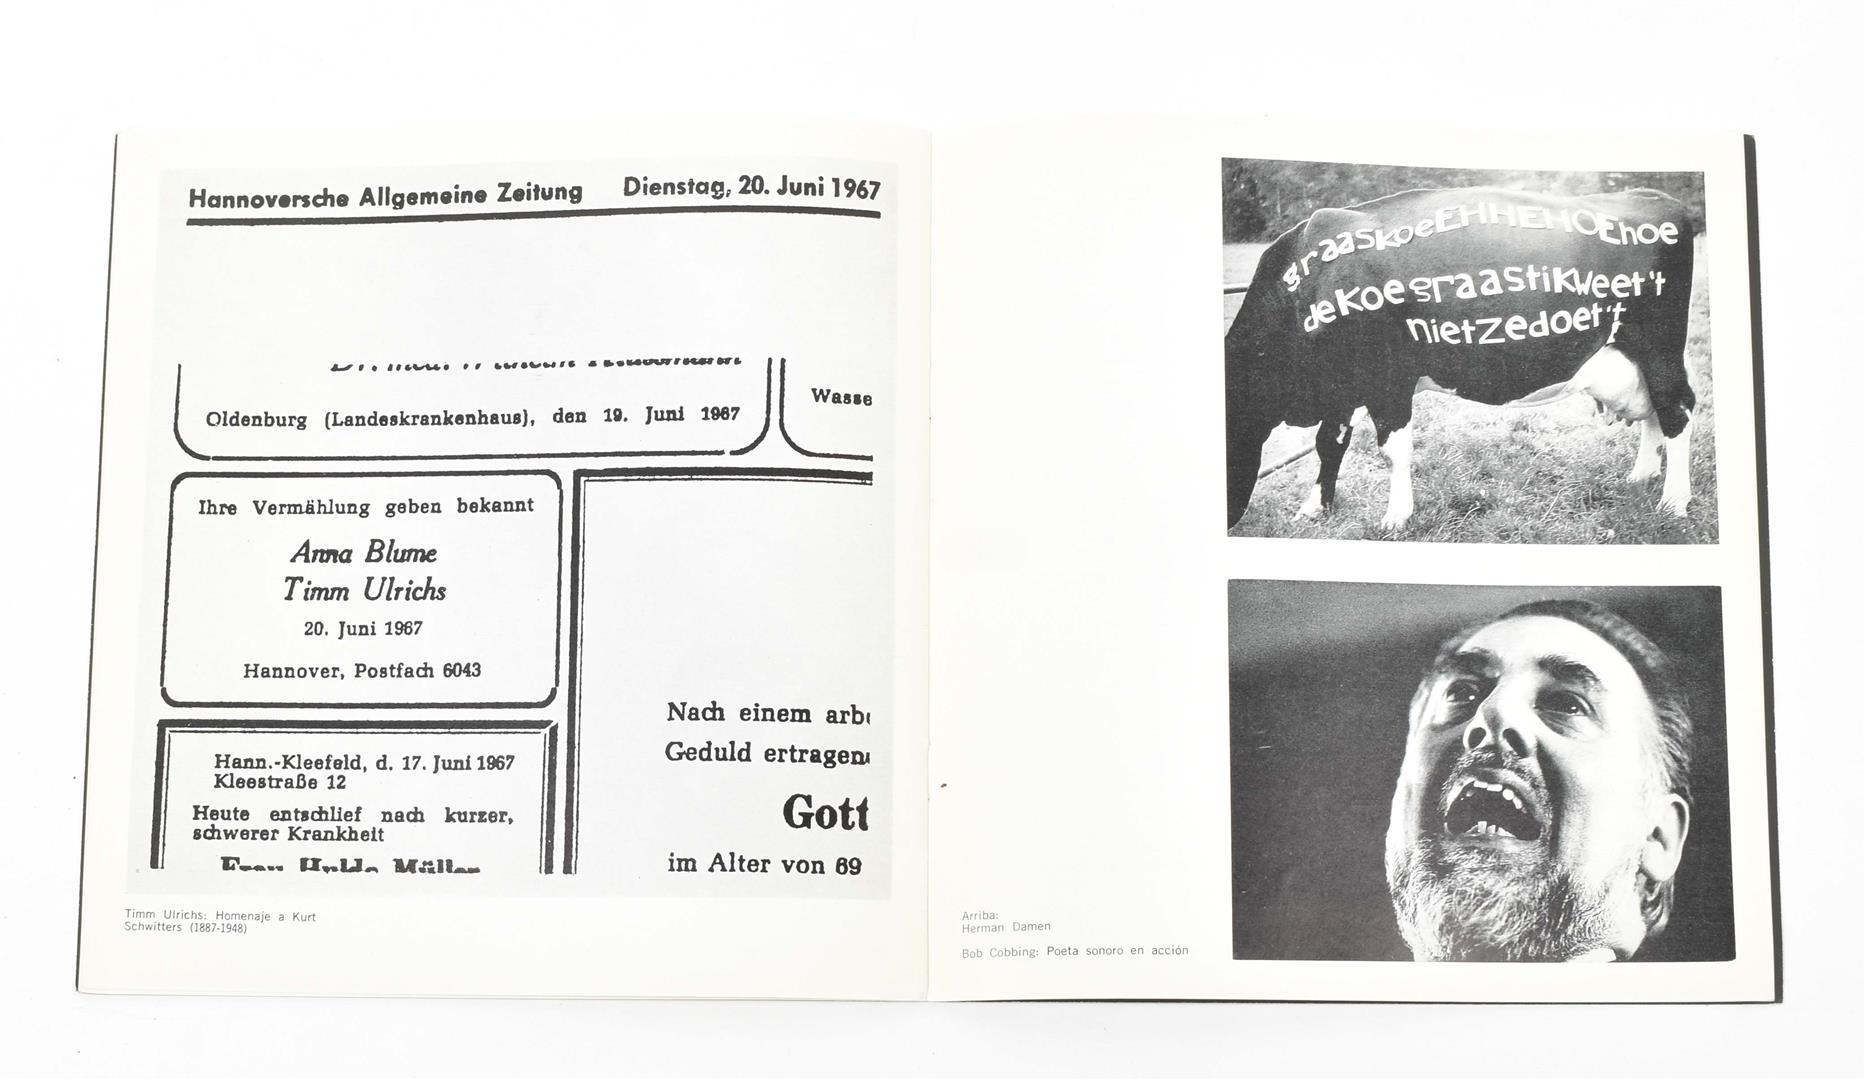 Hannoversche Allgemeine Zeitung Dienstag, 20. Juni 1967
Oldenburg (Landeskrankenhaus), den 19. Juni 1967
Wasse
Ihre Vermählung geben bekannt
Anna Blume
Timm Ulrichs
20. Juni 1967
Hannover, Postfach 6043
Hann.-Kleefeld, d. 17. Juni 1967
Kleestraße 12
Heute entschlief nach kurzer,
schwerer Krankheit
Frau Hulda Müller
Nach einem arb
Geduld ertragen
Gott
im Alter von 69
Timm Ulrichs: Homenaje a Kurt
Schwitters (1887-1948)
graaskoeEHHEHOEhoe
deKoegraastiKWeet't
nietzedoet't
Arriba:
Herman Damen
Bob Cobbing: Poeta sonoro en acción